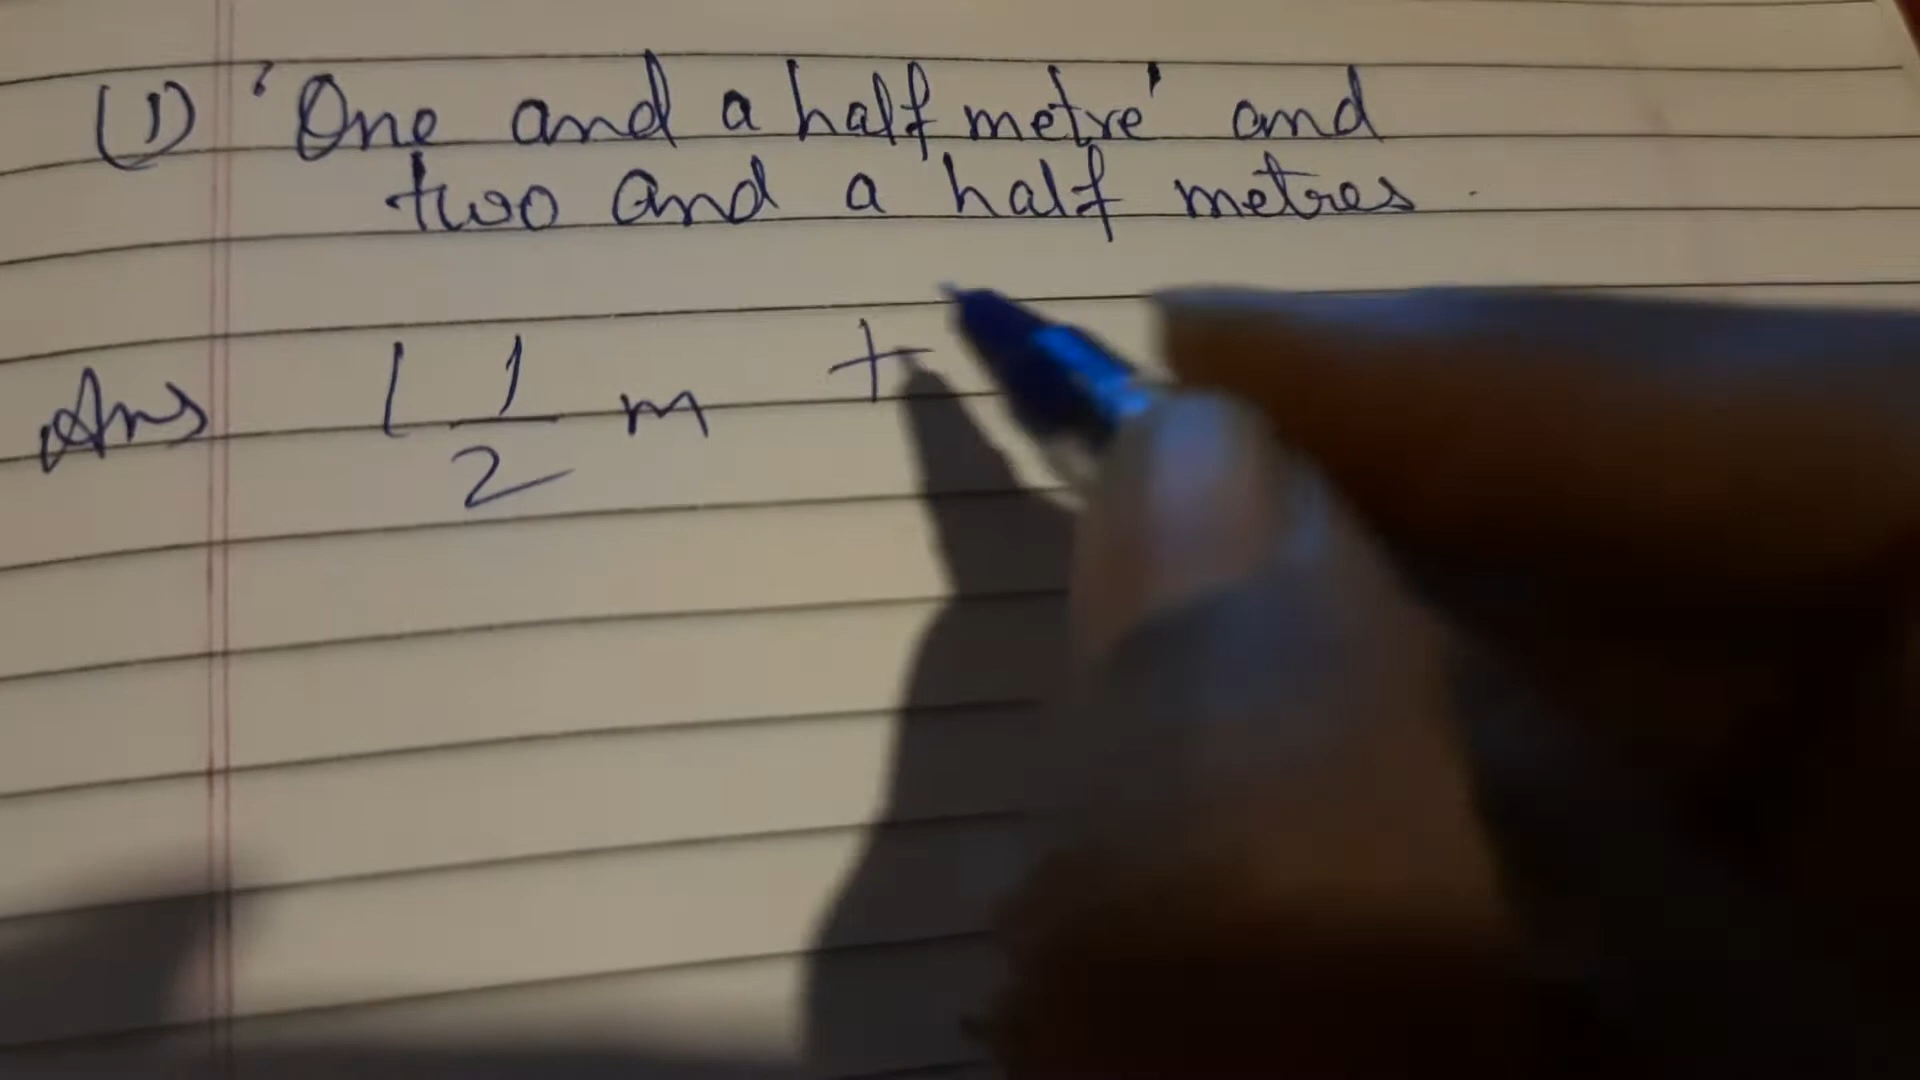 (1) 'One and a half metre' and
two and a half metres.
Ans 1 1/2 m +